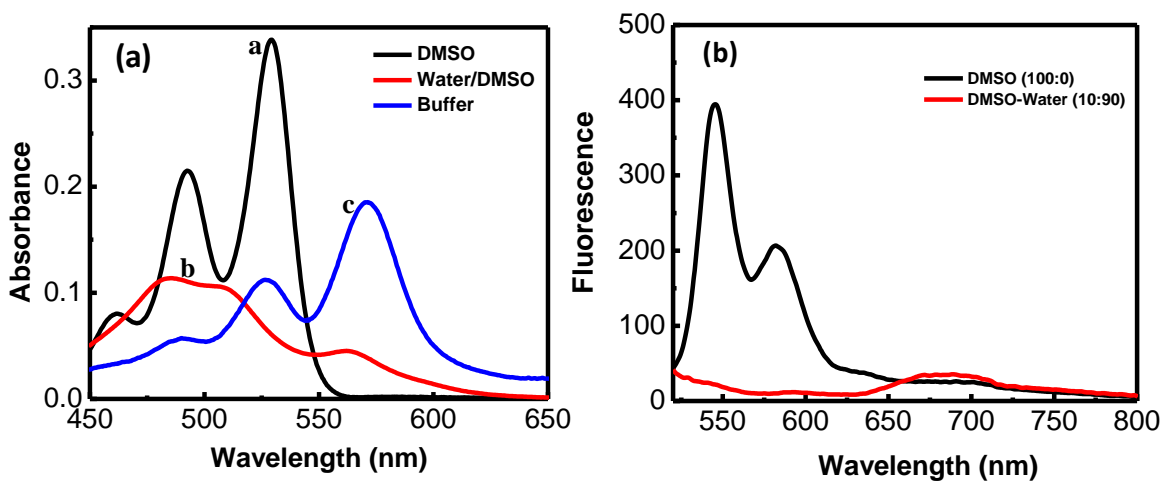 (a)
a
b
c
DMSO
Water/DMSO
Buffer
0.3
0.2
0.1
0.0
450 500 550 600 650
Absorbance
Wavelength (nm)
(b)
DMSO (100:0)
DMSO-Water (10:90)
500
400
300
200
100
0
550 600 650 700 750 800
Fluorescence
Wavelength (nm)